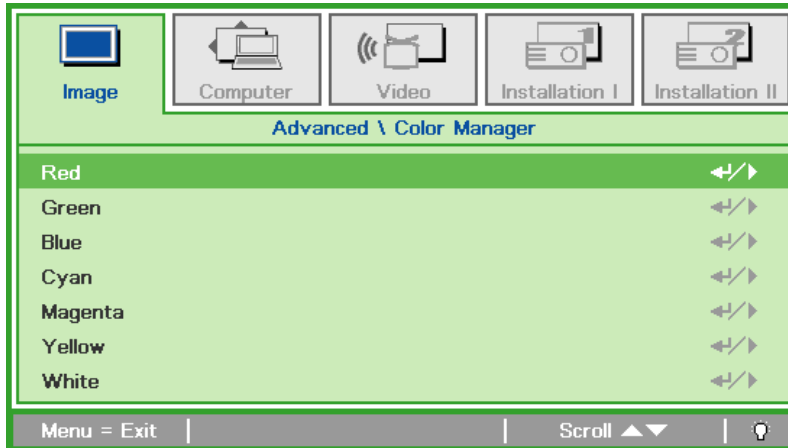 Image Computer Video Installation I Installation II
Advanced \ Color Manager
Red
Green
Blue
Cyan
Magenta
Yellow
White
Menu = Exit Scroll ▲▼